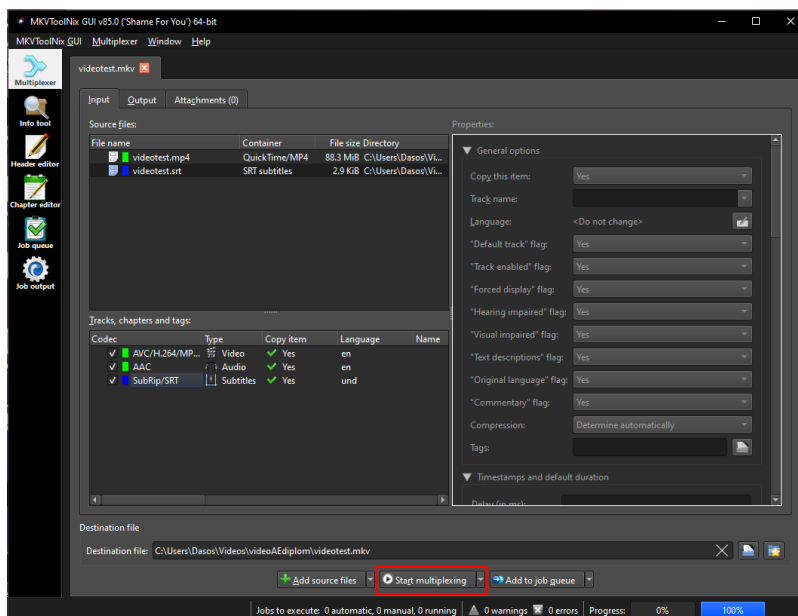 MKVToolNix GUI v85.0 ('Shame For You') 64-bit
MKVToolNix GUI Multiplexer Window Help
Multiplexer
Info tool
Header editor
Chapter editor
Job queue
Job output
videotest.mkv
Input Output Attachments (0)
Source files:
File name Container File size Directory
videotest.mp4 QuickTime/MP4 88.3 MiB C:\Users\Dasos\Vi...
videotest.srt SRT subtitles 2.9 KiB C:\Users\Dasos\Vi...
Tracks, chapters and tags:
Codec Type Copy item Language Name
AVC/H.264/MP... Video Yes en
AAC Audio Yes en
SubRip/SRT Subtitles Yes und
Properties:
General options
Copy this item: Yes
Track name:
Language: <Do not change>
"Default track" flag: Yes
"Track enabled" flag: Yes
"Forced display" flag: Yes
"Hearing impaired" flag: Yes
"Visual impaired" flag: Yes
"Text descriptions" flag: Yes
"Original language" flag: Yes
"Commentary" flag: Yes
Compression: Determine automatically
Tags:
Timestamps and default duration
Delay (in ms):
Destination file
Destination file: C:\Users\Dasos\Videos\videoAEdiplom\videotest.mkv
Add source files Start multiplexing Add to job queue
Jobs to execute: 0 automatic, 0 manual, 0 running 0 warnings 0 errors Progress: 0% 100%